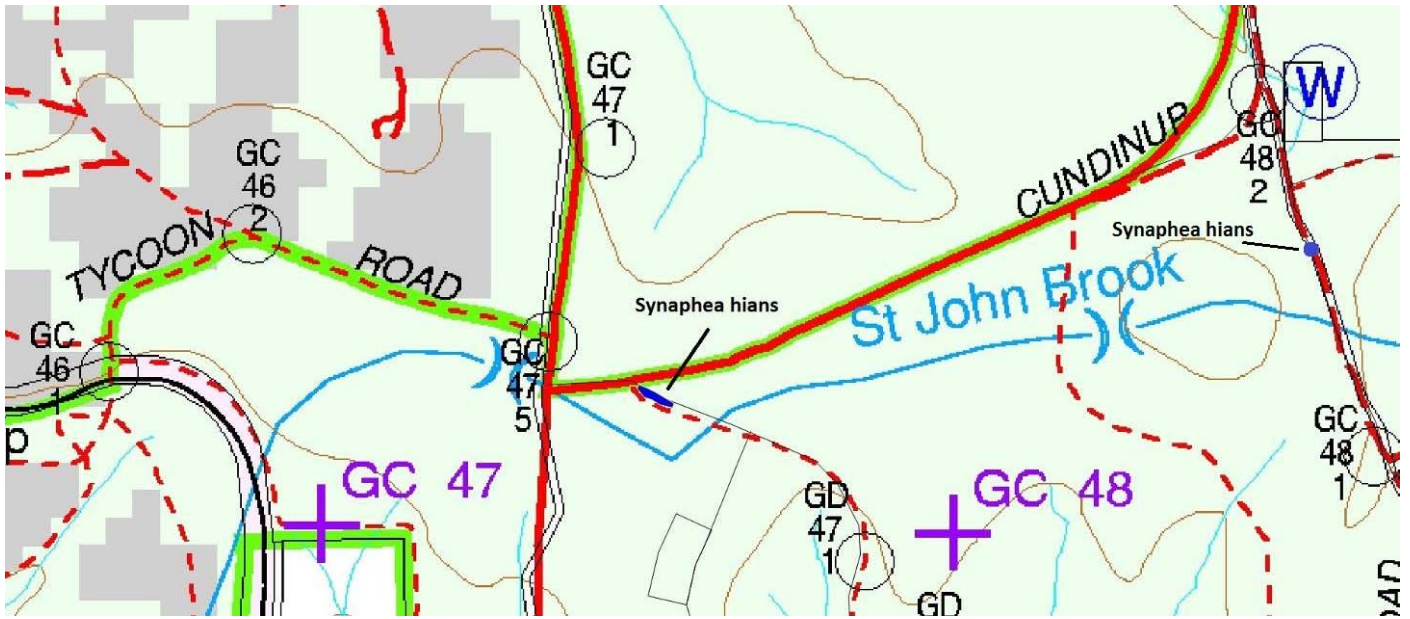 GC
47
1
W
GC
48
2
GC
46
2
CUNDINUP
TYCOON
ROAD
Synaphea hians
St John Brook
Synaphea hians
GC
46
1
GC
47
5
p
GC
48
1
GC 47
GC 48
GD
47
1
GD